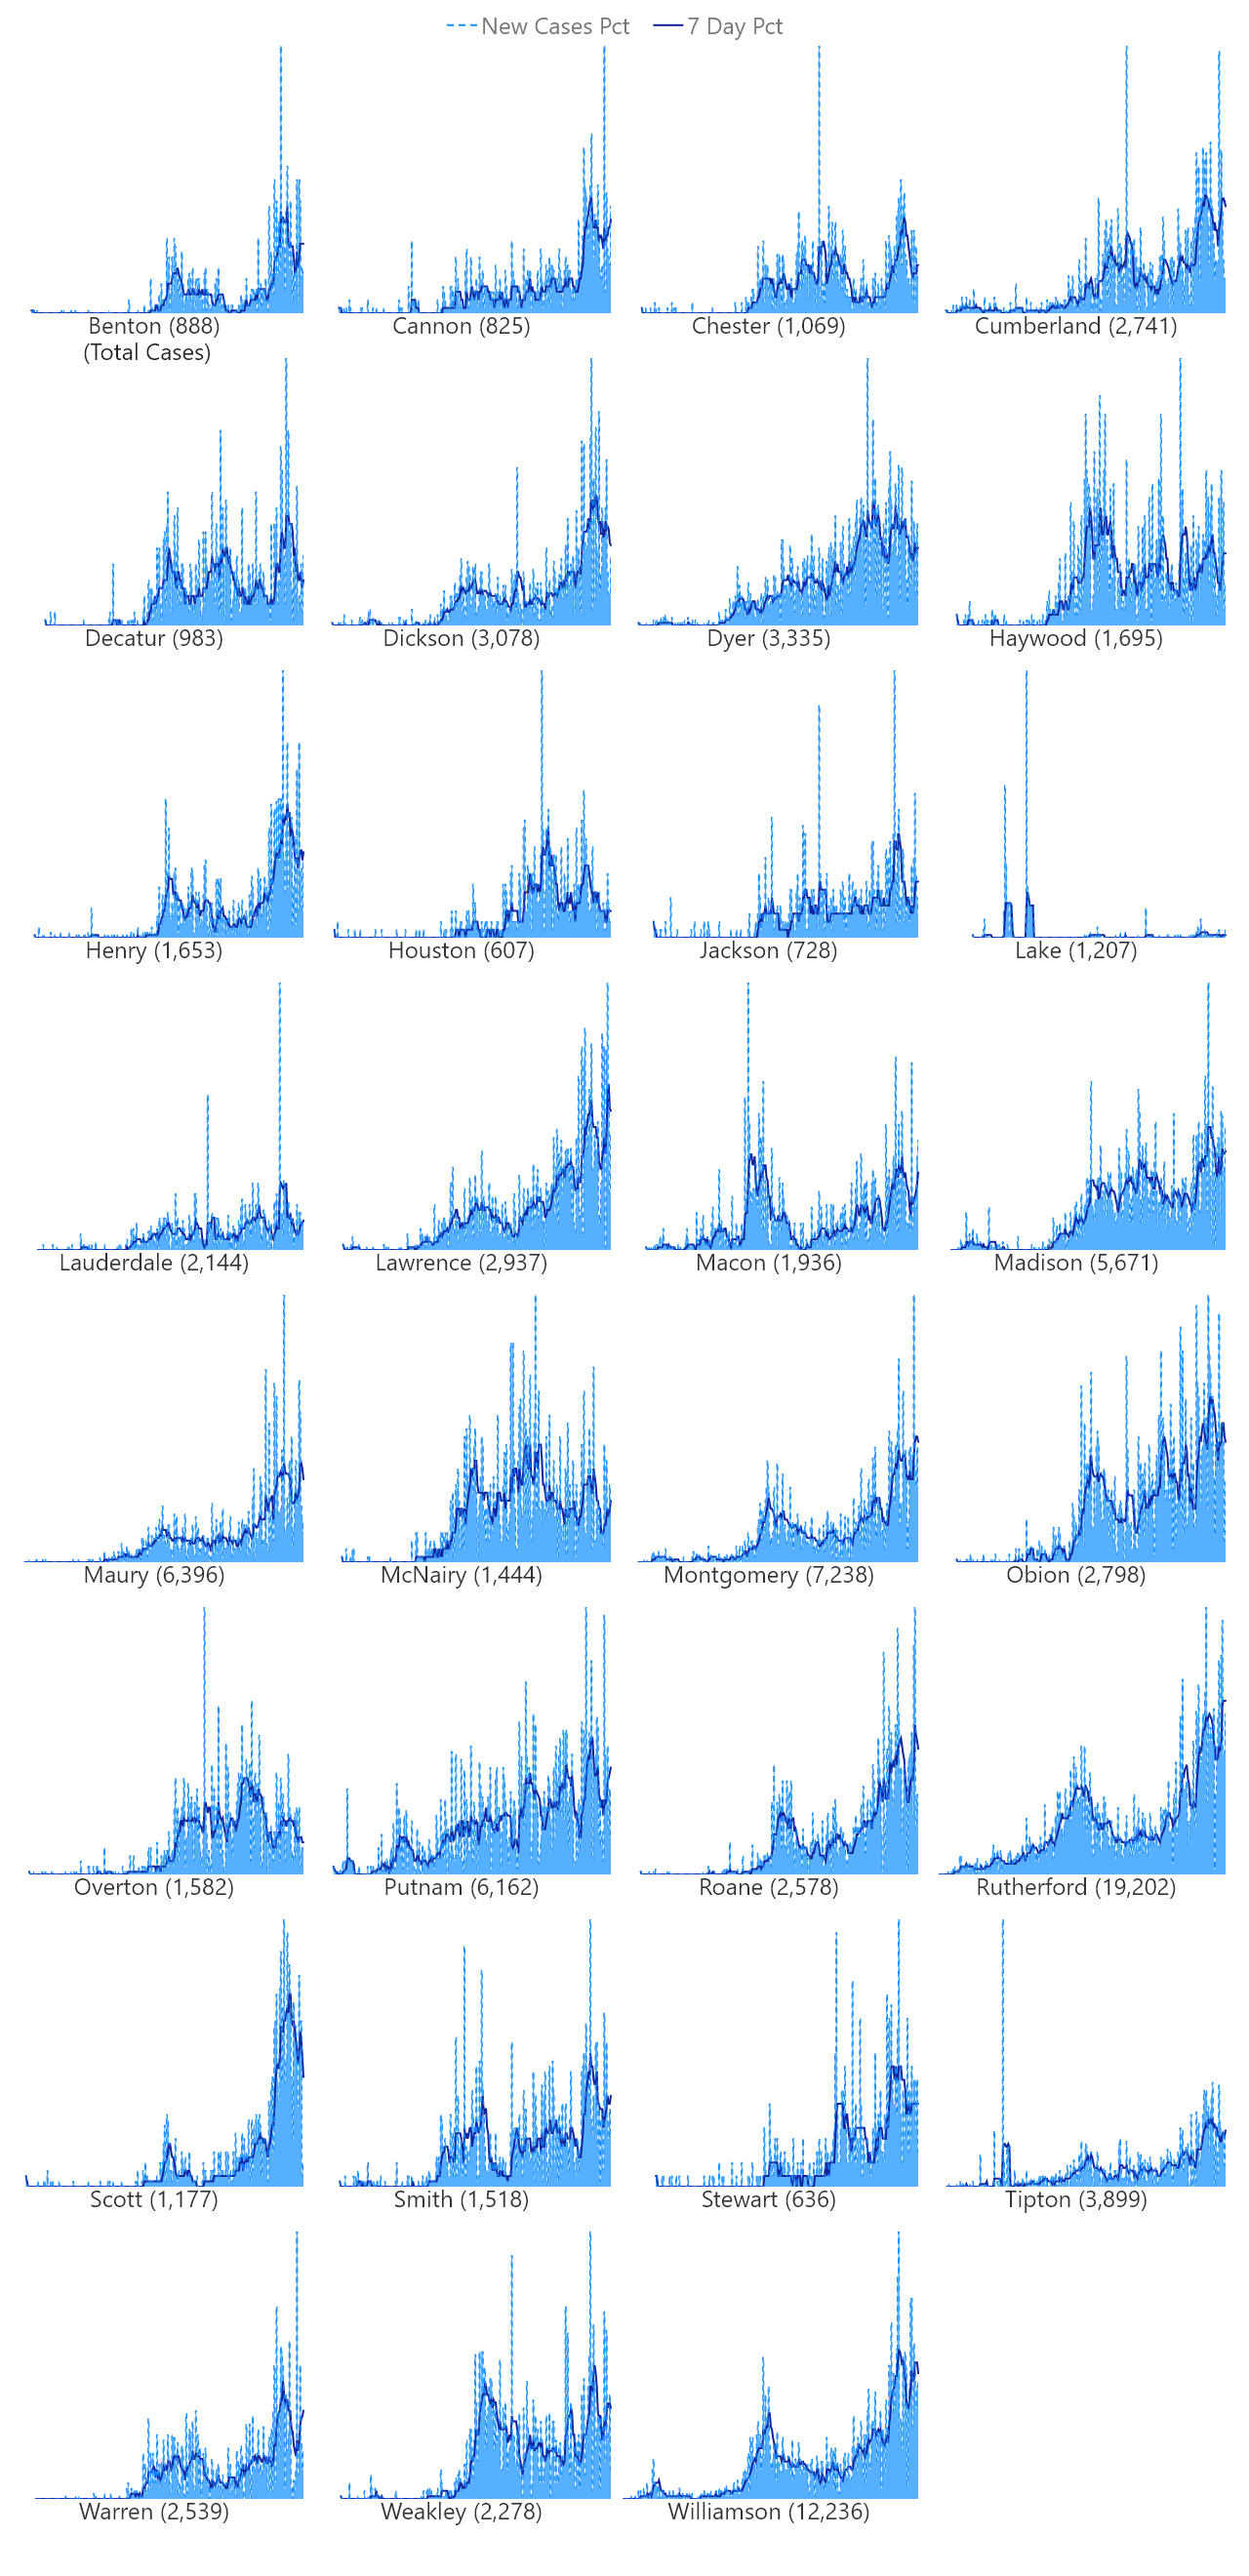 New Cases Pct 7 Day Pct
Benton (888) Cannon (825) Chester (1,069) Cumberland (2,741)
(Total Cases)
Decatur (983) Dickson (3,078) Dyer (3,335) Haywood (1,695)
Henry (1,653) Houston (607) Jackson (728) Lake (1,207)
Lauderdale (2,144) Lawrence (2,937) Macon (1,936) Madison (5,671)
Maury (6,396) McNairy (1,444) Montgomery (7,238) Obion (2,798)
Overton (1,582) Putnam (6,162) Roane (2,578) Rutherford (19,202)
Scott (1,177) Smith (1,518) Stewart (636) Tipton (3,899)
Warren (2,539) Weakley (2,278) Williamson (12,236)